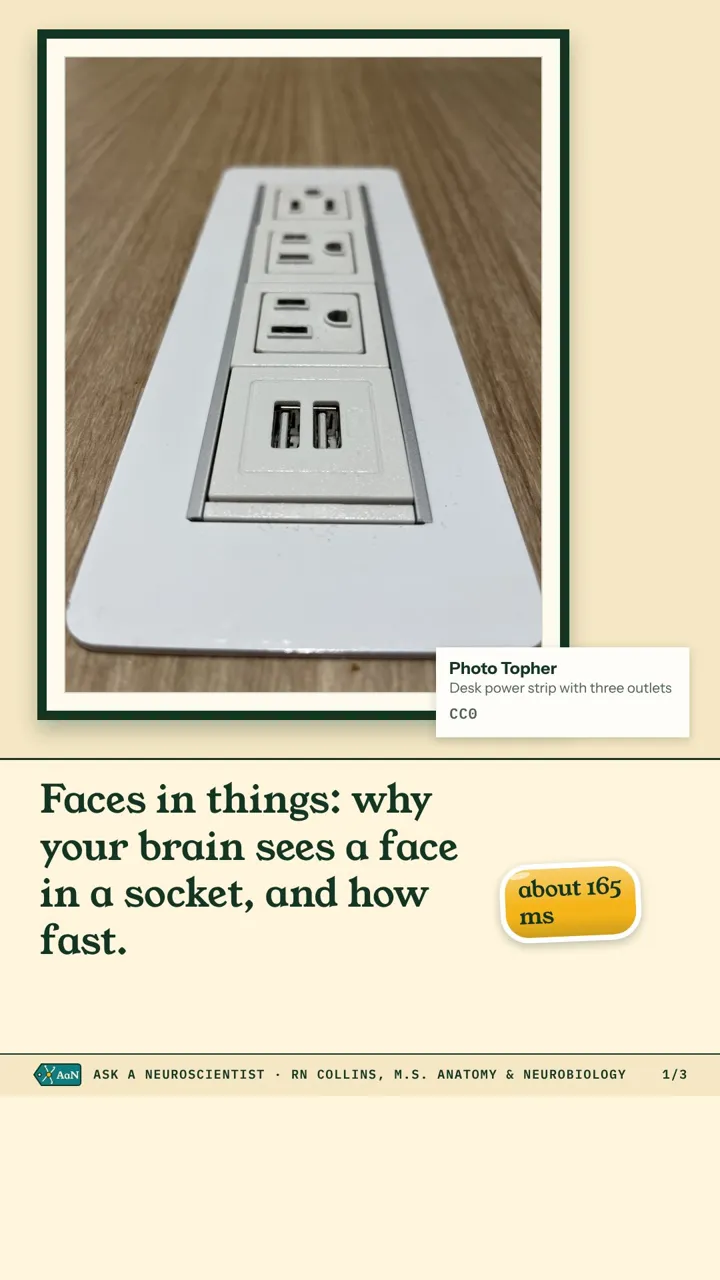 Photo Topher
Desk power strip with three outlets
CC0
Faces in things: why
your brain sees a face
in a socket, and how
fast.
about 165
ms
AaN
ASK A NEUROSCIENTIST · RN COLLINS, M.S. ANATOMY & NEUROBIOLOGY
1/3